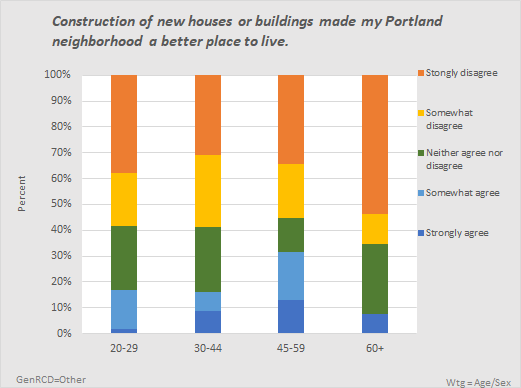 Construction of new houses or buildings made my Portland
neighborhood a better place to live.
100%
90%
80%
70%
60%
50%
40%
30%
20%
10%
0%
Percent
20-29
30-44
45-59
60+
Stongly disagree
Somewhat
disagree
Neither agree nor
disagree
Somewhat agree
Strongly agree
GenRCD=Other
Wtg = Age/Sex